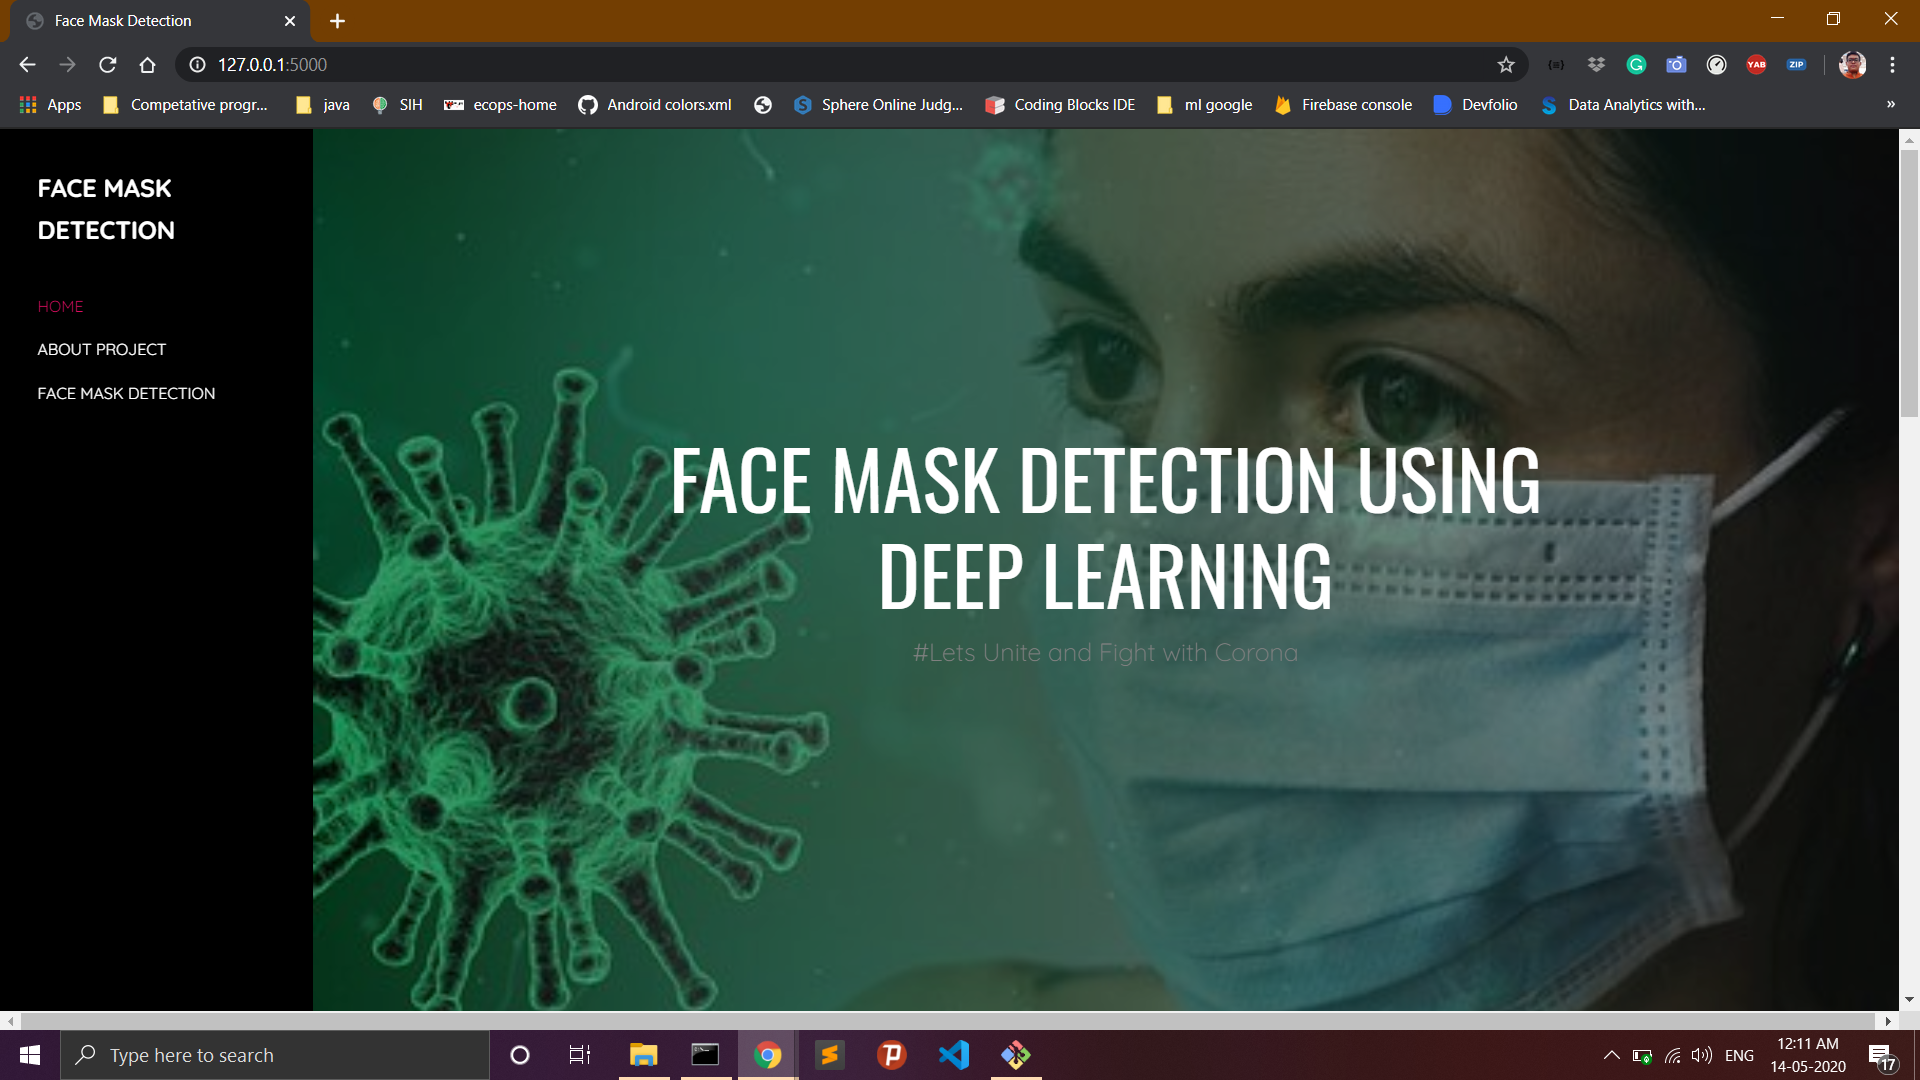 Face Mask Detection
127.0.0.1:5000
YAB
ZIP
Apps
Competative progr...
java
SIH
ecops-home
Android colors.xml
Sphere Online Judg...
Coding Blocks IDE
ml google
Firebase console
Devfolio
Data Analytics with...
»
FACE MASK
DETECTION
HOME
ABOUT PROJECT
FACE MASK DETECTION
FACE MASK DETECTION USING
DEEP LEARNING
#Lets Unite and Fight with Corona
Type here to search
ENG
12:11 AM
14-05-2020
17